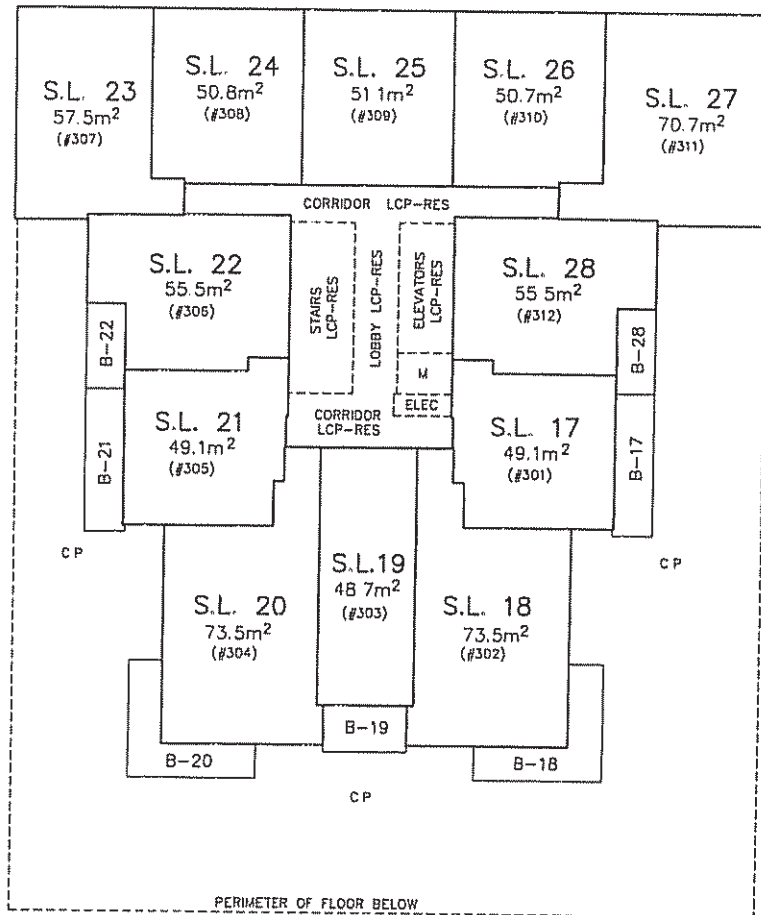 S.L. 23
57.5m²
(#307)
S.L. 24
50.8m²
(#308)
S.L. 25
51.1m²
(#309)
S.L. 26
50.7m²
(#310)
S.L. 27
70.7m²
(#311)
CORRIDOR LCP-RES
S.L. 22
55.5m²
(#306)
B-22
STAIRS
LCP-RES
LOBBY LCP-RES
ELEVATORS
LCP-RES
M
ELEC
S.L. 28
55 5m²
(#312)
B-28
S.L. 21
49.1m²
(#305)
B-21
CORRIDOR
LCP-RES
S.L. 17
49.1m²
(#301)
B-17
CP
CP
S.L. 20
73.5m²
(#304)
S.L.19
48 7m²
(#303)
S.L. 18
73.5m²
(#302)
B-20
B-19
B-18
CP
PERIMETER OF FLOOR BELOW